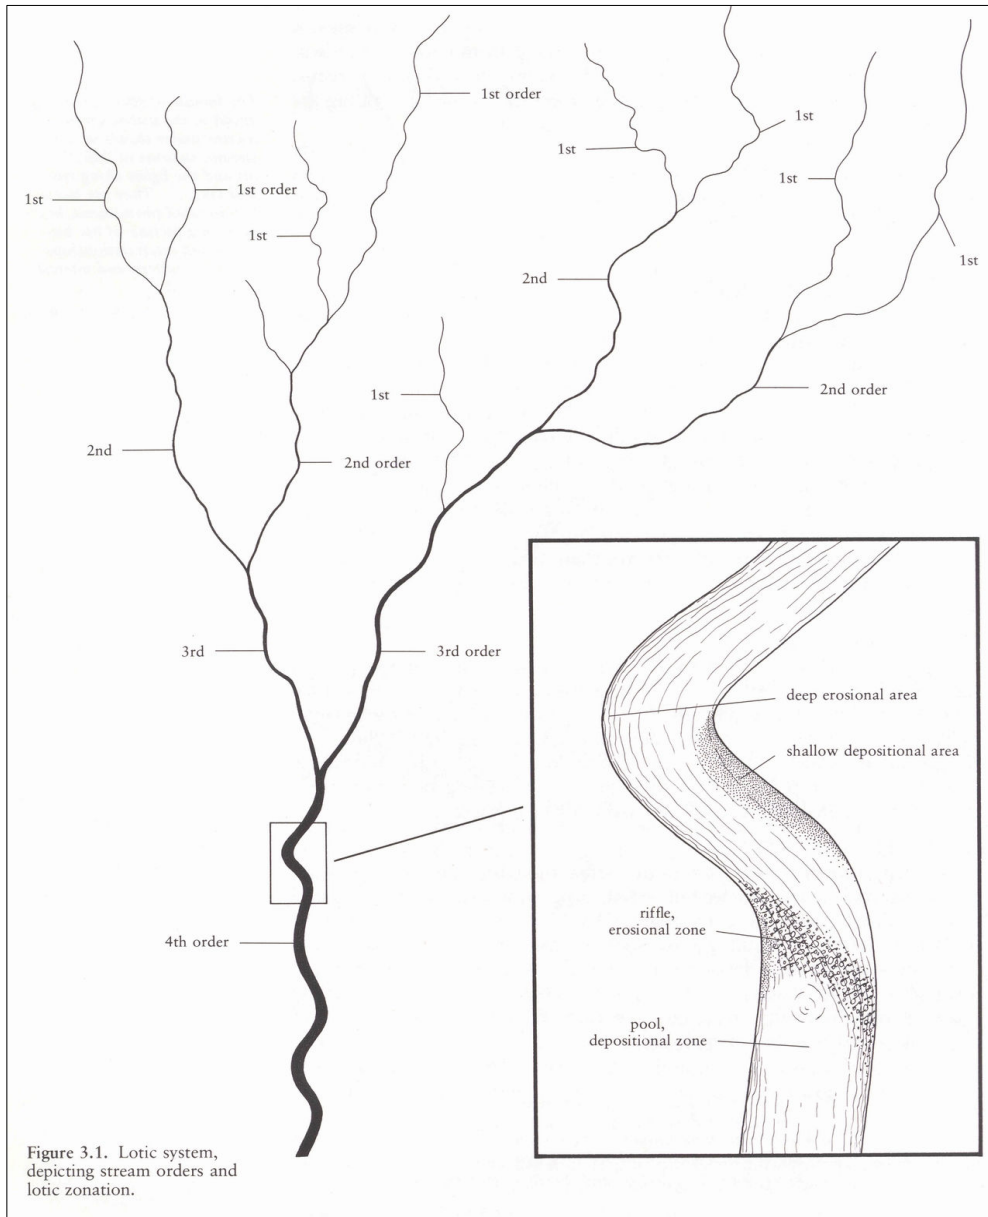 1st order
1st
1st
1st
1st
1st order
1st
1st
1st
2nd
1st
2nd order
2nd
2nd order
3rd
3rd order
deep erosional area
shallow depositional area
riffle,
erosional zone
4th order
pool,
depositional zone
Figure 3.1. Lotic system,
depicting stream orders and
lotic zonation.